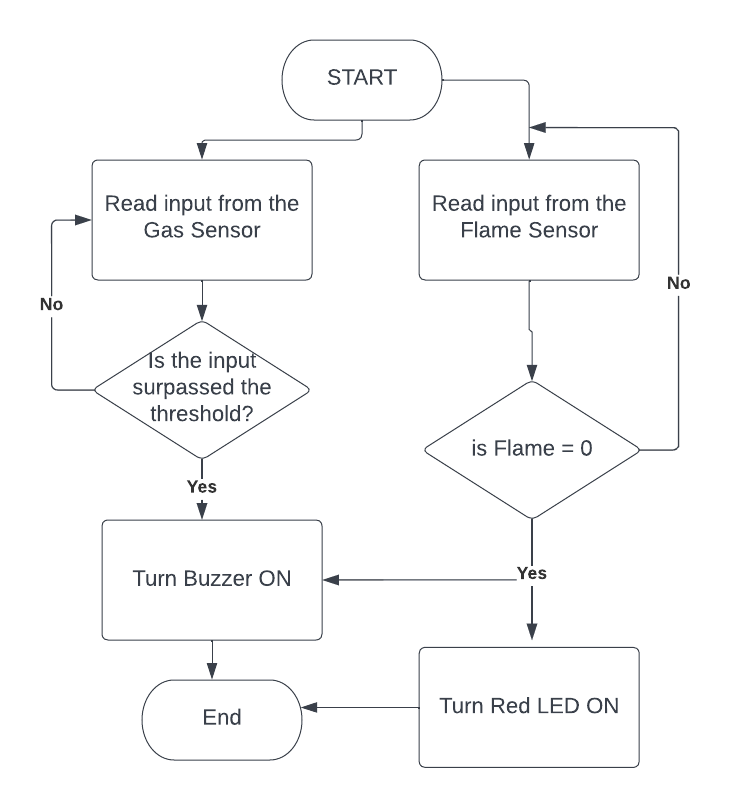 START
Read input from the
Gas Sensor
Read input from the
Flame Sensor
No
No
Is the input
surpassed the
threshold?
is Flame = 0
Yes
Yes
Turn Buzzer ON
Turn Red LED ON
End